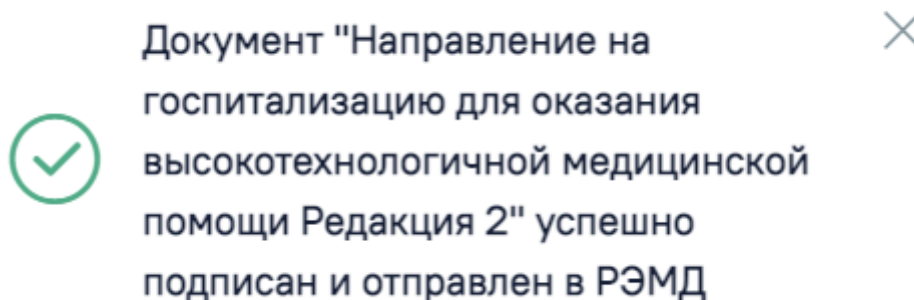 Документ "Направление на
госпитализацию для оказания
высокотехнологичной медицинской
помощи Редакция 2" успешно
подписан и отправлен в РЭМД